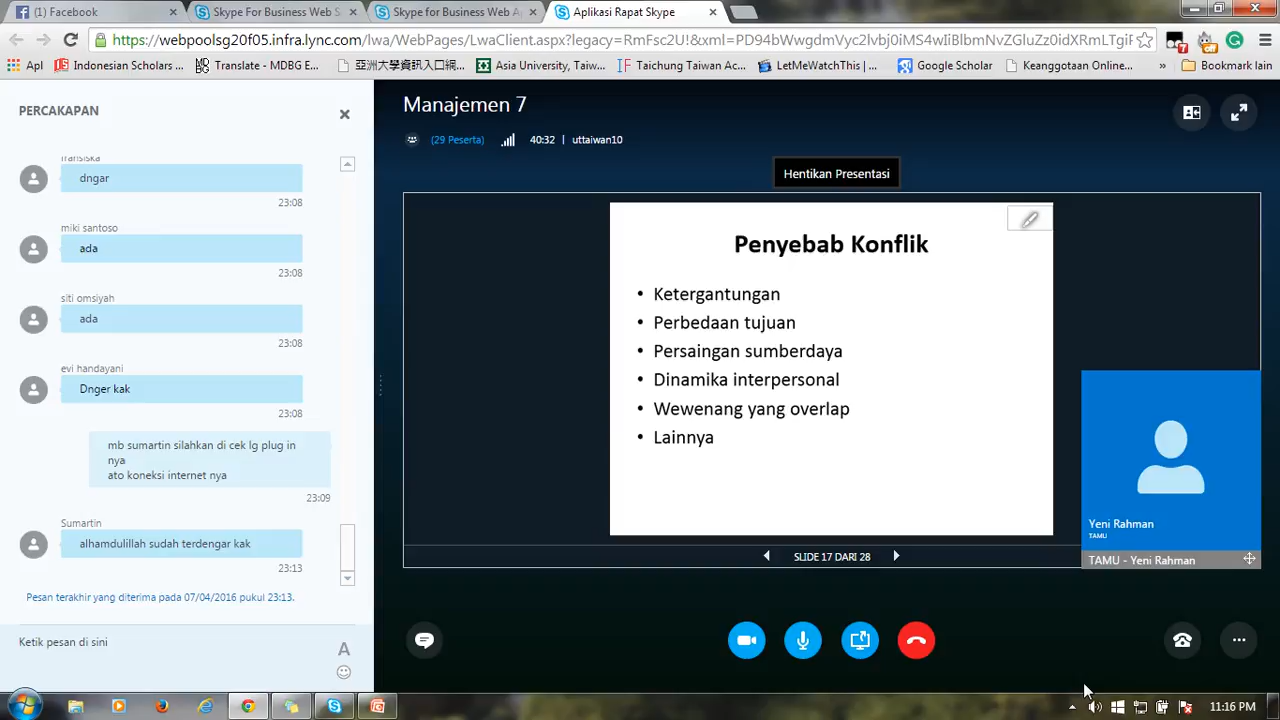 (1) Facebook
Skype For Business Web S
Skype for Business Web Ap
Aplikasi Rapat Skype
https://webpoolsg20f05.infra.lync.com/lwa/WebPages/LwaClient.aspx?legacy=RmFsc2U!&xml=PD94bWwgdmVyc2lvbj0iMS4wIiBlbmNvZGluZz0idXRmLTgiP
7
off
Apl
Indonesian Scholars ...
Translate - MDBG E...
亞洲大學資訊入口網...
Asia University, Taiw...
Taichung Taiwan Ac...
LetMeWatchThis | ...
Google Scholar
Keanggotaan Online...
»
Bookmark lain
PERCAKAPAN
fransiska
dngar
23:08
miki santoso
ada
23:08
siti omsiyah
ada
23:08
evi handayani
Dnger kak
23:08
mb sumartin silahkan di cek lg plug in
nya
ato koneksi internet nya
23:09
Sumartin
alhamdulillah sudah terdengar kak
23:13
Pesan terakhir yang diterima pada 07/04/2016 pukul 23:13.
Ketik pesan di sini
A
Manajemen 7
(29 Peserta)
40:32 | uttaiwan10
Hentikan Presentasi
Penyebab Konflik
• Ketergantungan
• Perbedaan tujuan
• Persaingan sumberdaya
• Dinamika interpersonal
• Wewenang yang overlap
• Lainnya
SLIDE 17 DARI 28
Yeni Rahman
TAMU
TAMU - Yeni Rahman
11:16 PM